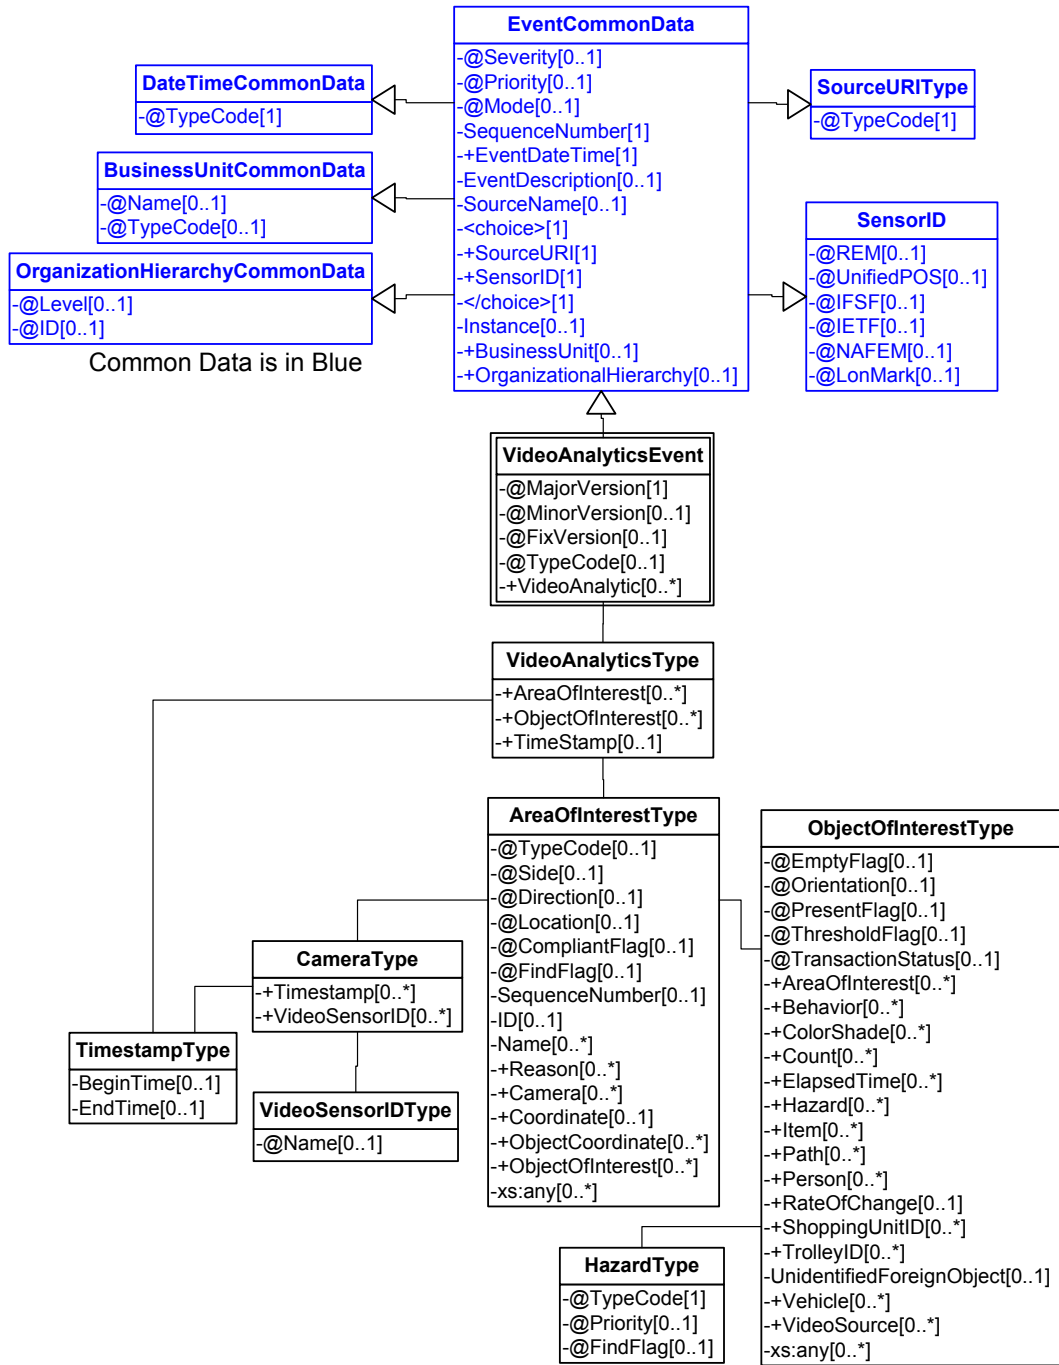 EventCommonData
-@Severity[0..1]
-@Priority[0..1]
-@Mode[0..1]
-SequenceNumber[1]
-+EventDateTime[1]
-EventDescription[0..1]
-SourceName[0..1]
-<choice>[1]
-+SourceURI[1]
-+SensorID[1]
-</choice>[1]
-Instance[0..1]
-+BusinessUnit[0..1]
-+OrganizationalHierarchy[0..1]
DateTimeCommonData
-@TypeCode[1]
BusinessUnitCommonData
-@Name[0..1]
-@TypeCode[0..1]
OrganizationHierarchyCommonData
-@Level[0..1]
-@ID[0..1]
Common Data is in Blue
SourceURIType
-@TypeCode[1]
SensorID
-@REM[0..1]
-@UnifiedPOS[0..1]
-@IFSF[0..1]
-@IETF[0..1]
-@NAFEM[0..1]
-@LonMark[0..1]
VideoAnalyticsEvent
-@MajorVersion[1]
-@MinorVersion[0..1]
-@FixVersion[0..1]
-@TypeCode[0..1]
-+VideoAnalytic[0..*]
VideoAnalyticsType
-+AreaOfInterest[0..*]
-+ObjectOfInterest[0..*]
-+TimeStamp[0..1]
AreaOfInterestType
-@TypeCode[0..1]
-@Side[0..1]
-@Direction[0..1]
-@Location[0..1]
-@CompliantFlag[0..1]
-@FindFlag[0..1]
-SequenceNumber[0..1]
-ID[0..1]
-Name[0..*]
-+Reason[0..*]
-+Camera[0..*]
-+Coordinate[0..1]
-+ObjectCoordinate[0..*]
-+ObjectOfInterest[0..*]
-xs:any[0..*]
ObjectOfInterestType
-@EmptyFlag[0..1]
-@Orientation[0..1]
-@PresentFlag[0..1]
-@ThresholdFlag[0..1]
-@TransactionStatus[0..1]
-+AreaOfInterest[0..*]
-+Behavior[0..*]
-+ColorShade[0..*]
-+Count[0..*]
-+ElapsedTime[0..*]
-+Hazard[0..*]
-+Item[0..*]
-+Path[0..*]
-+Person[0..*]
-+RateOfChange[0..1]
-+ShoppingUnitID[0..*]
-+TrolleyID[0..*]
-UnidentifiedForeignObject[0..1]
-+Vehicle[0..*]
-+VideoSource[0..*]
-xs:any[0..*]
CameraType
-+Timestamp[0..*]
-+VideoSensorID[0..*]
TimestampType
-BeginTime[0..1]
-EndTime[0..1]
VideoSensorIDType
-@Name[0..1]
HazardType
-@TypeCode[1]
-@Priority[0..1]
-@FindFlag[0..1]